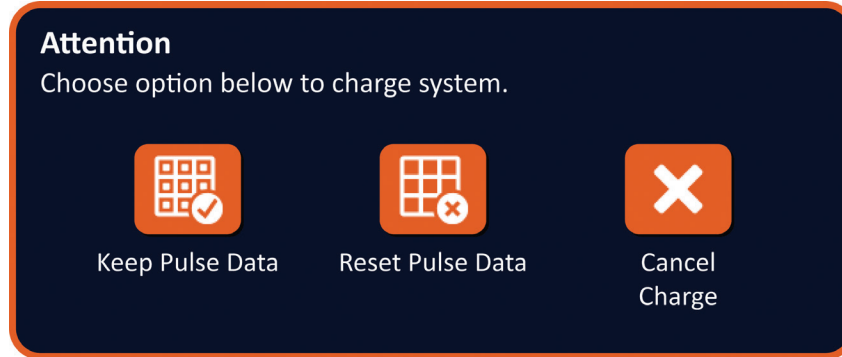 Attention
Choose option below to charge system.
Keep Pulse Data
Reset Pulse Data
Cancel
Charge